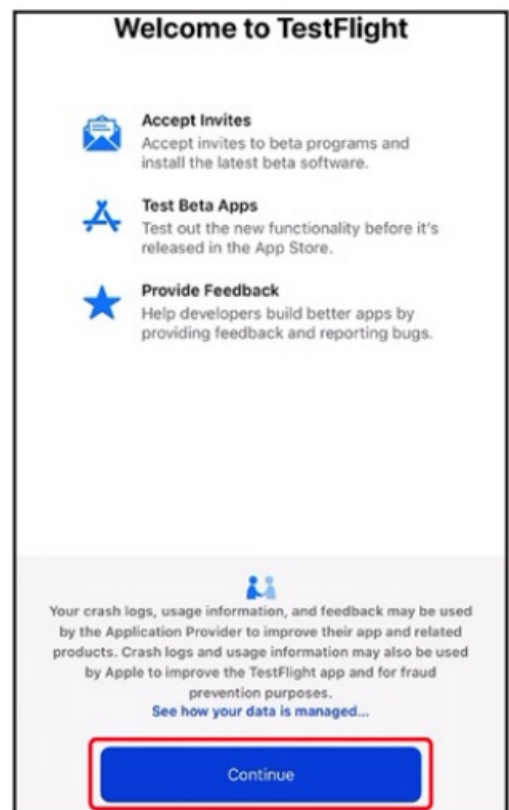 Welcome to TestFlight
Accept Invites
Accept invites to beta programs and
install the latest beta software.
Test Beta Apps
Test out the new functionality before it's
released in the App Store.
Provide Feedback
Help developers build better apps by
providing feedback and reporting bugs.
Your crash logs, usage information, and feedback may be used
by the Application Provider to improve their app and related
products. Crash logs and usage information may also be used
by Apple to improve the TestFlight app and for fraud
prevention purposes.
See how your data is managed...
Continue